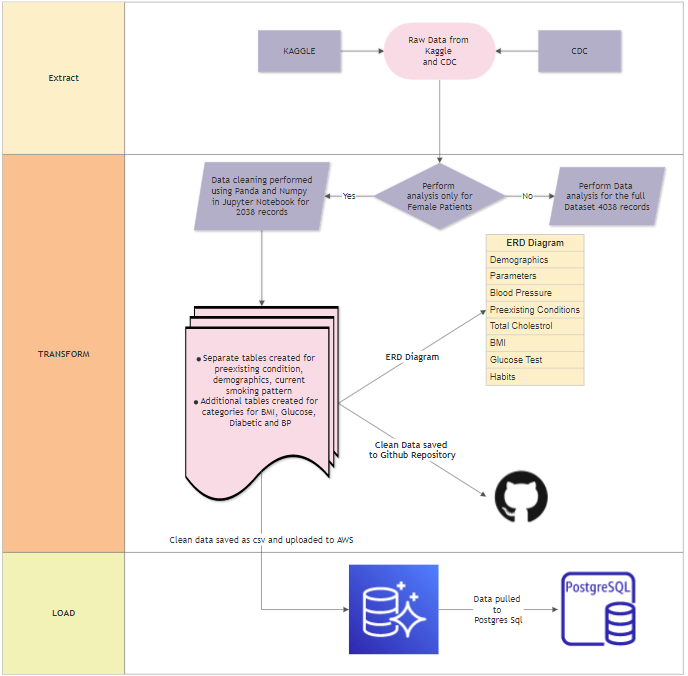 Extract
KAGGLE
Raw Data from
Kaggle
and CDC
CDC
TRANSFORM
Data cleaning performed
using Panda and Numpy
in Jupyter Notebook for
2038 records
Yes
Perform
analysis only for
Female Patients
No
Perform Data
analysis for the full
Dataset 4038 records
ERD Diagram
Demographics
Parameters
Blood Pressure
Preexisting Conditions
Total Cholestrol
BMI
Glucose Test
Habits
Separate tables created for
preexisting condition,
demographics, current
smoking pattern
Additional tables created for
categories for BMI, Glucose,
Diabetic and BP
ERD Diagram
Clean Data saved
to Github Repository
Clean data saved as csv and uploaded to AWS
LOAD
Data pulled
to
Postgres Sql
PostgreSQL